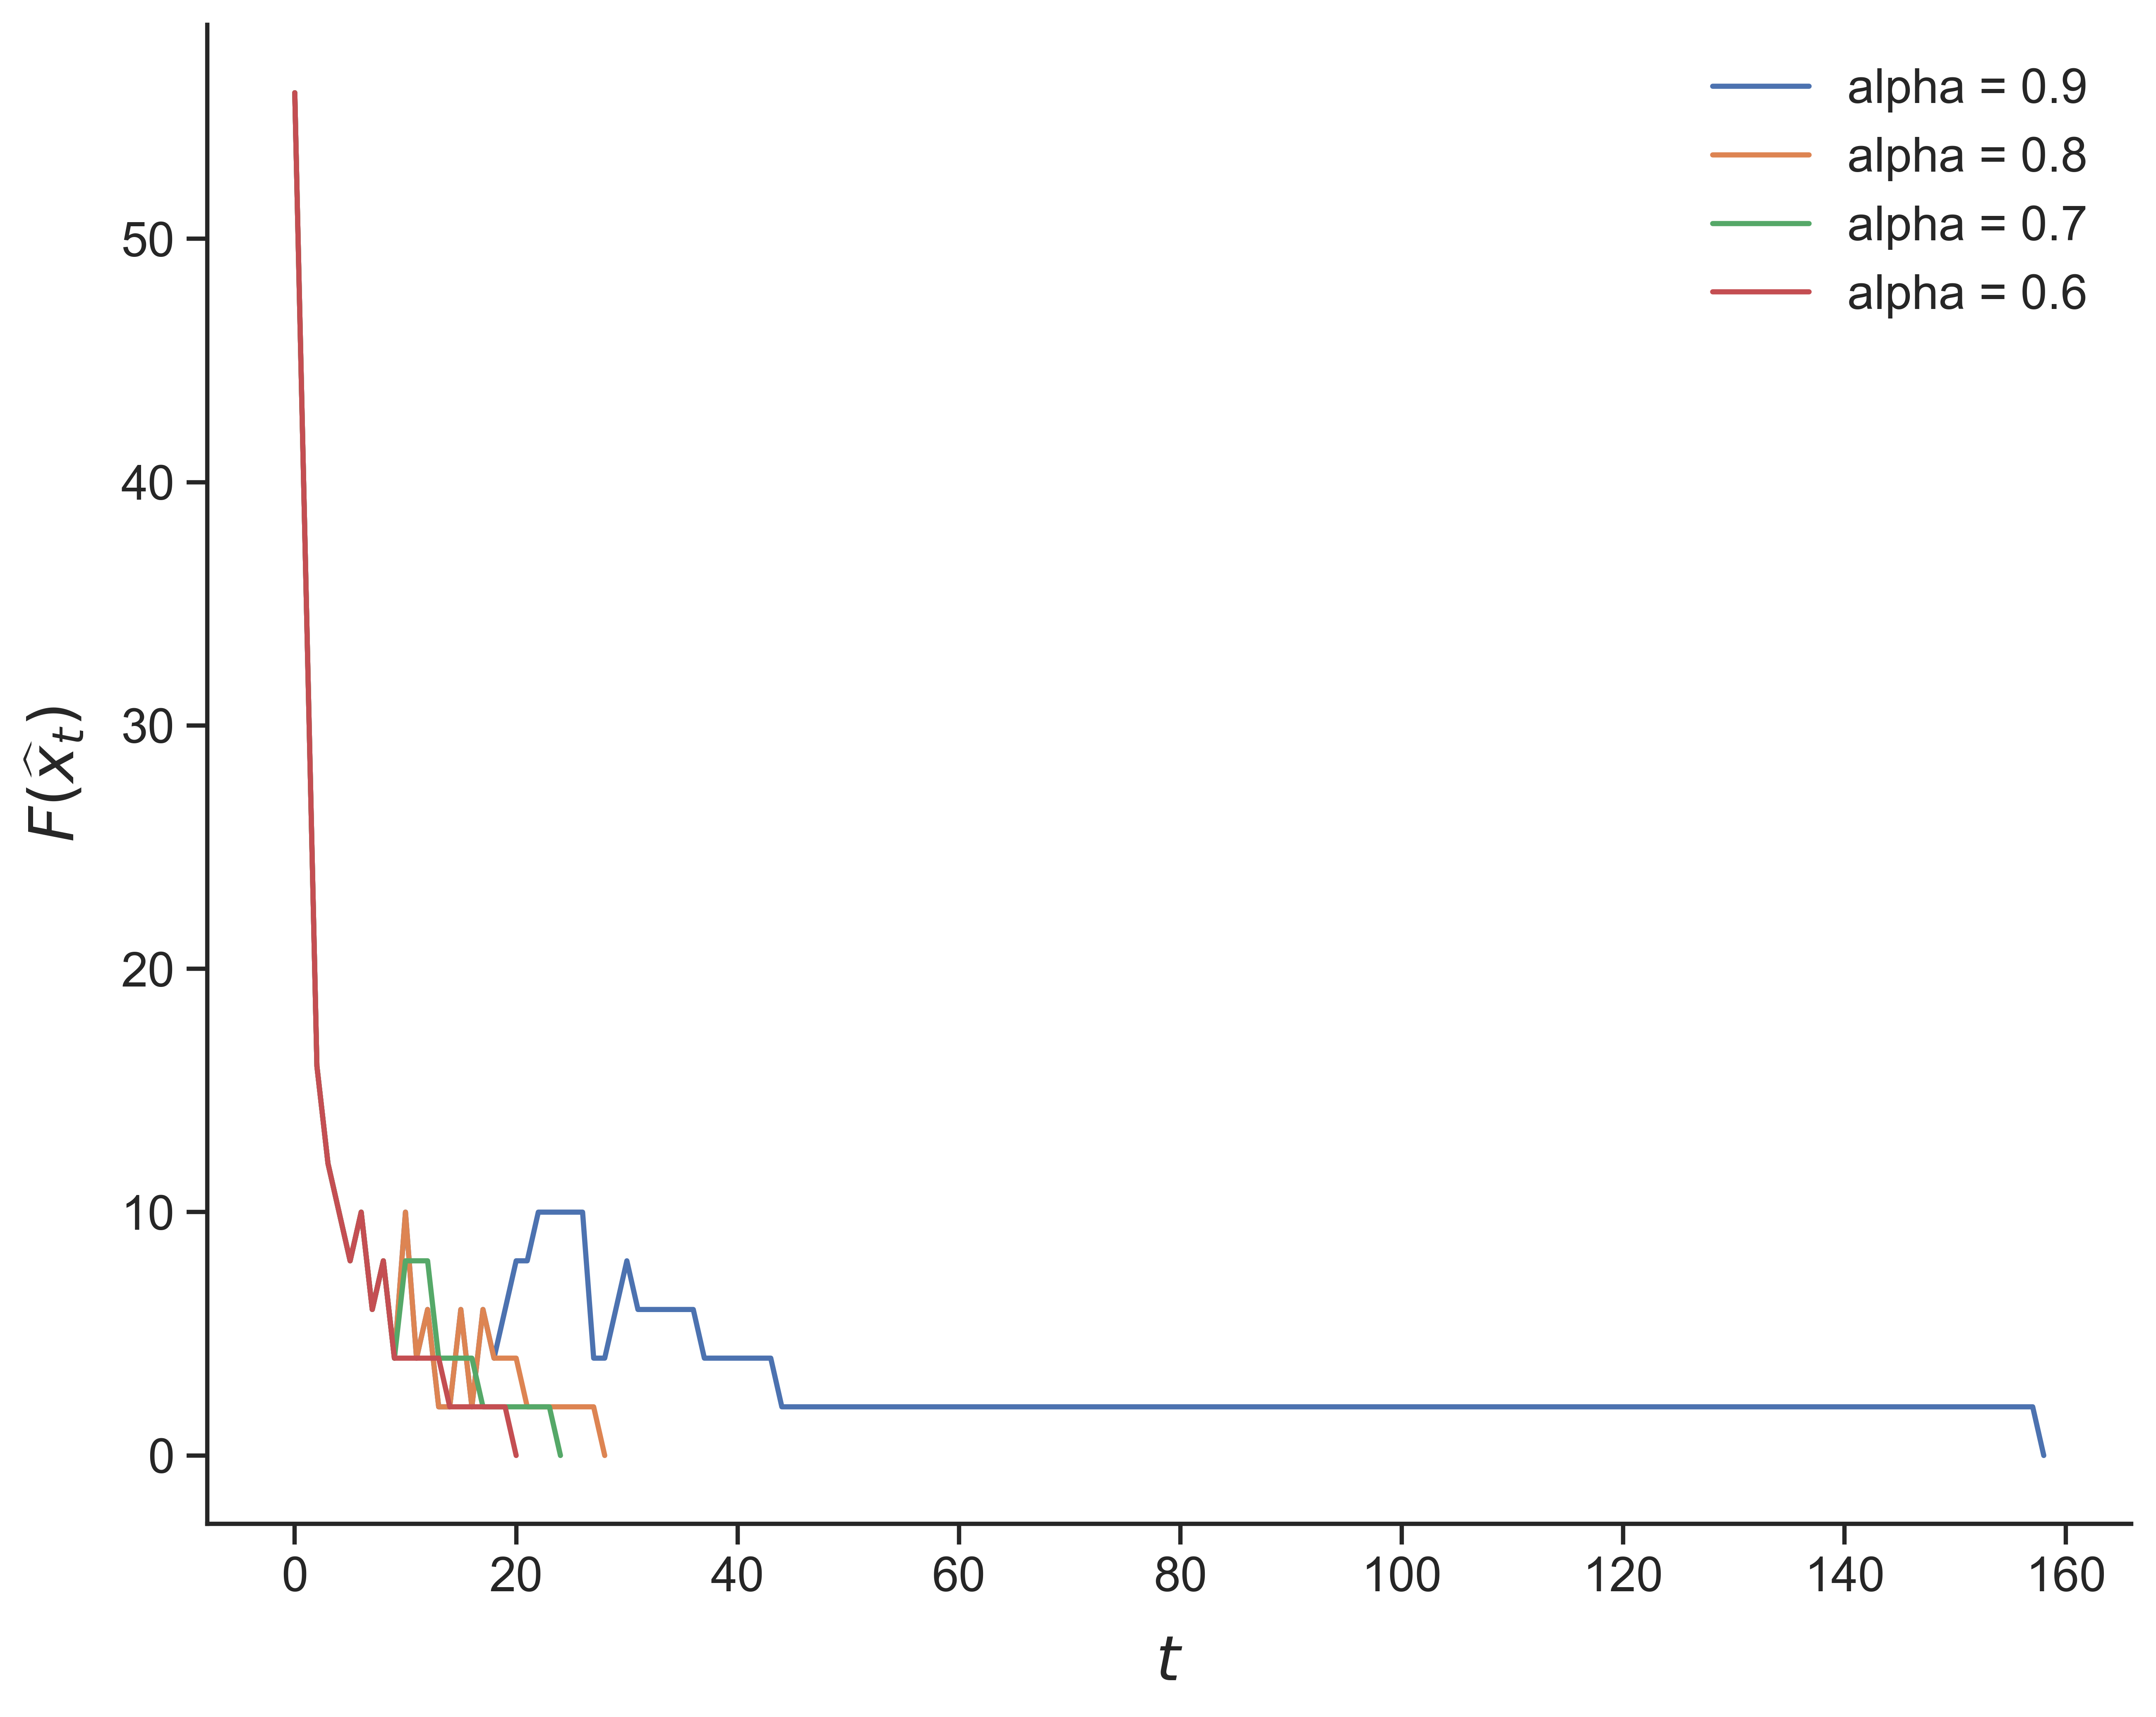 alpha = 0.9
alpha = 0.8
alpha = 0.7
alpha = 0.6
50
40
30
20
10
0
F(x̂ₜ)
0 20 40 60 80 100 120 140 160
t